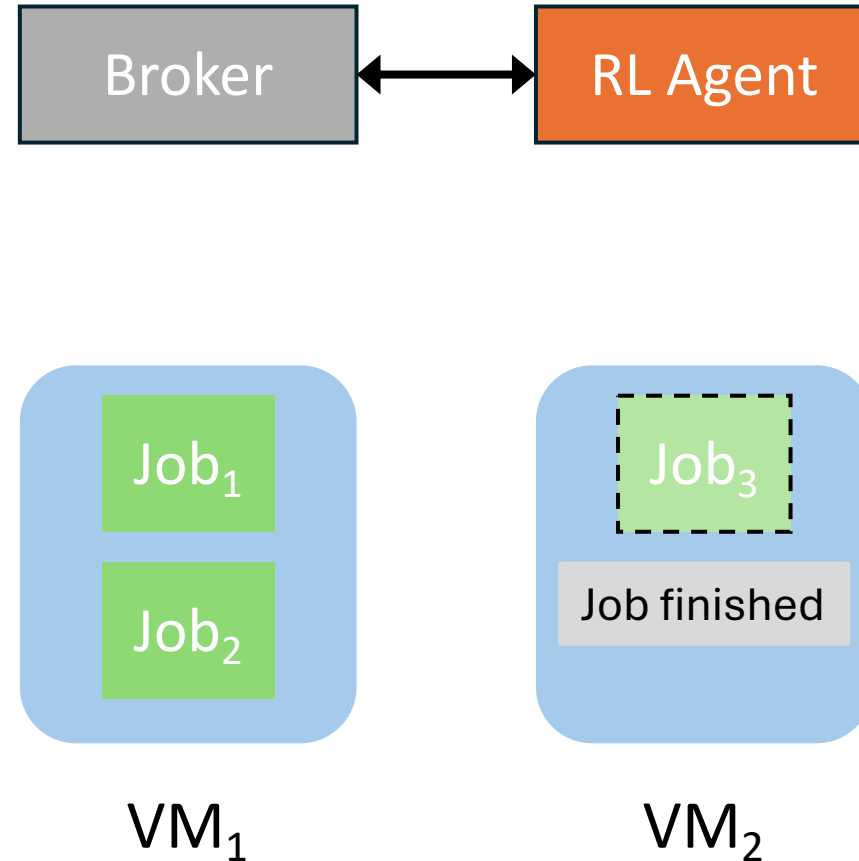 Broker
RL Agent
Job₁
Job₂
Job₃
Job finished
VM₁
VM₂